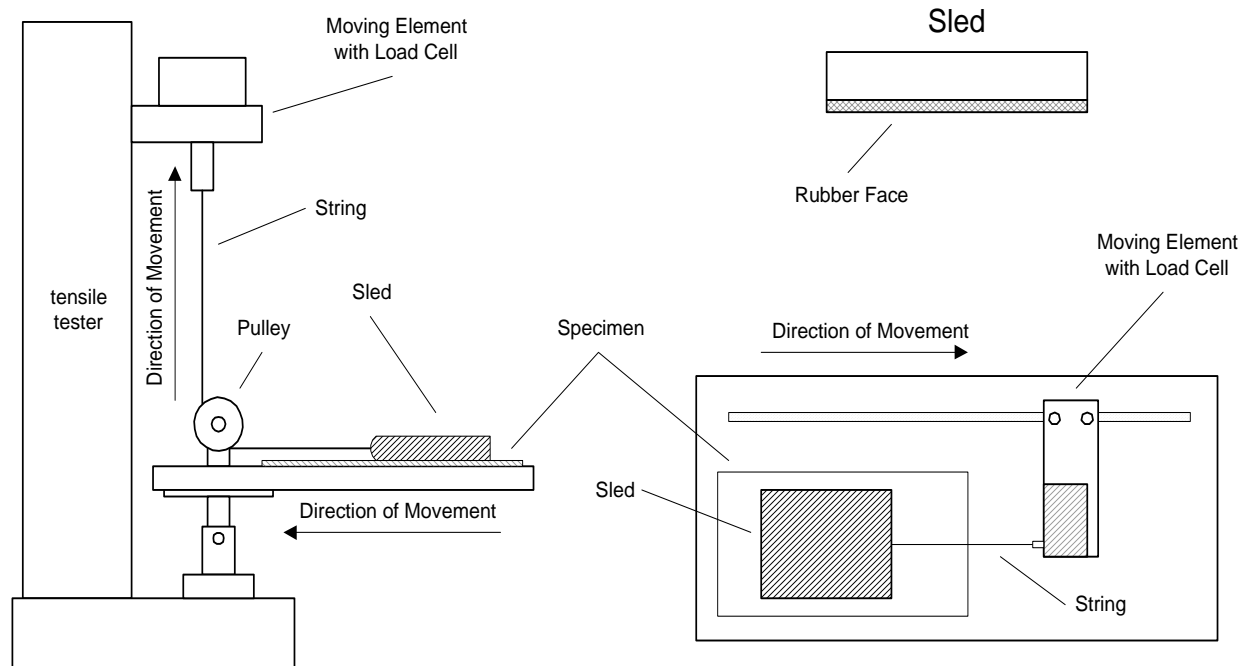 Moving Element
with Load Cell
Direction of Movement
String
tensile
tester
Sled
Pulley
Specimen
Direction of Movement
Sled
Rubber Face
Moving Element
with Load Cell
Direction of Movement
Sled
String